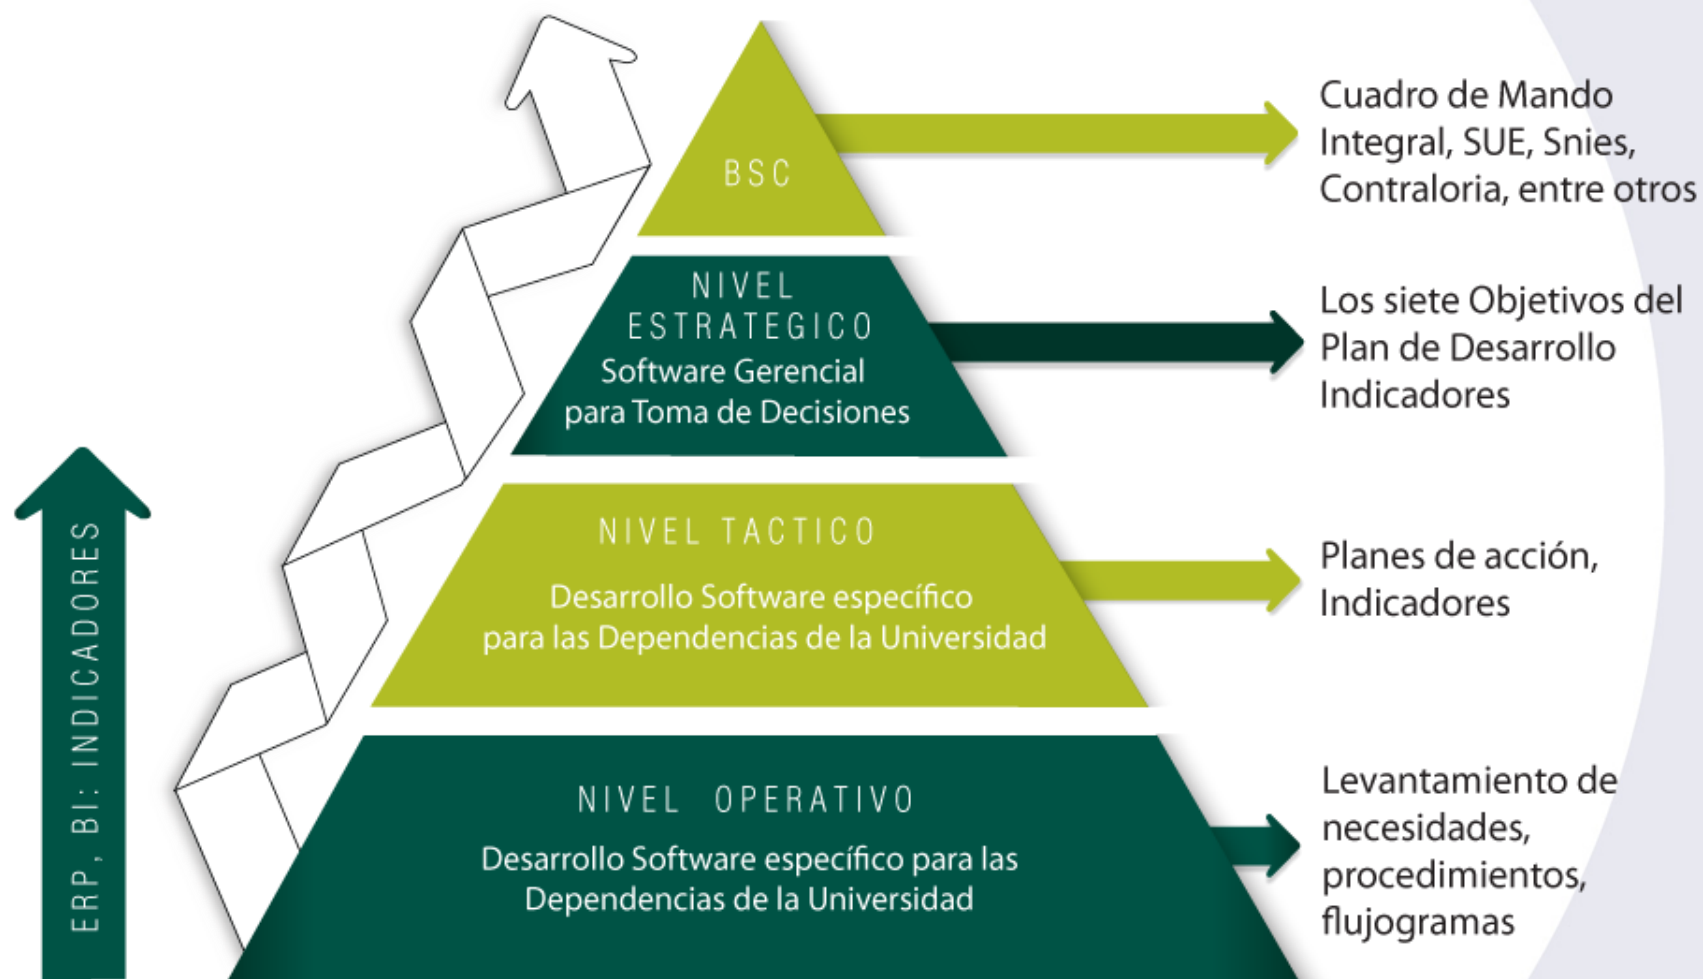 BSC
Cuadro de Mando
Integral, SUE, Snies,
Contraloria, entre otros
NIVEL
ESTRATEGICO
Software Gerencial
para Toma de Decisiones
Los siete Objetivos del
Plan de Desarrollo
Indicadores
NIVEL TACTICO
Desarrollo Software específico
para las Dependencias de la Universidad
Planes de acción,
Indicadores
NIVEL OPERATIVO
Desarrollo Software específico para las
Dependencias de la Universidad
Levantamiento de
necesidades,
procedimientos,
flujogramas
ERP, BI: INDICADORES